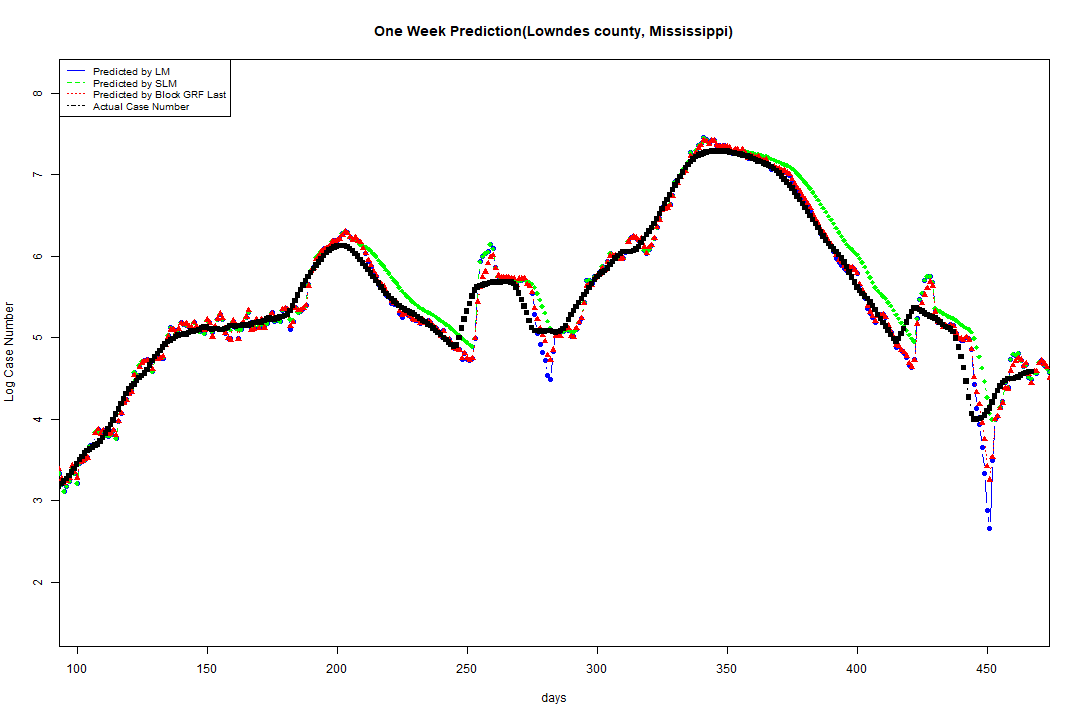 One Week Prediction(Lowndes county, Mississippi)
Predicted by LM
Predicted by SLM
Predicted by Block GRF Last
Actual Case Number
Log Case Number
8
7
6
5
4
3
2
100 150 200 250 300 350 400 450
days